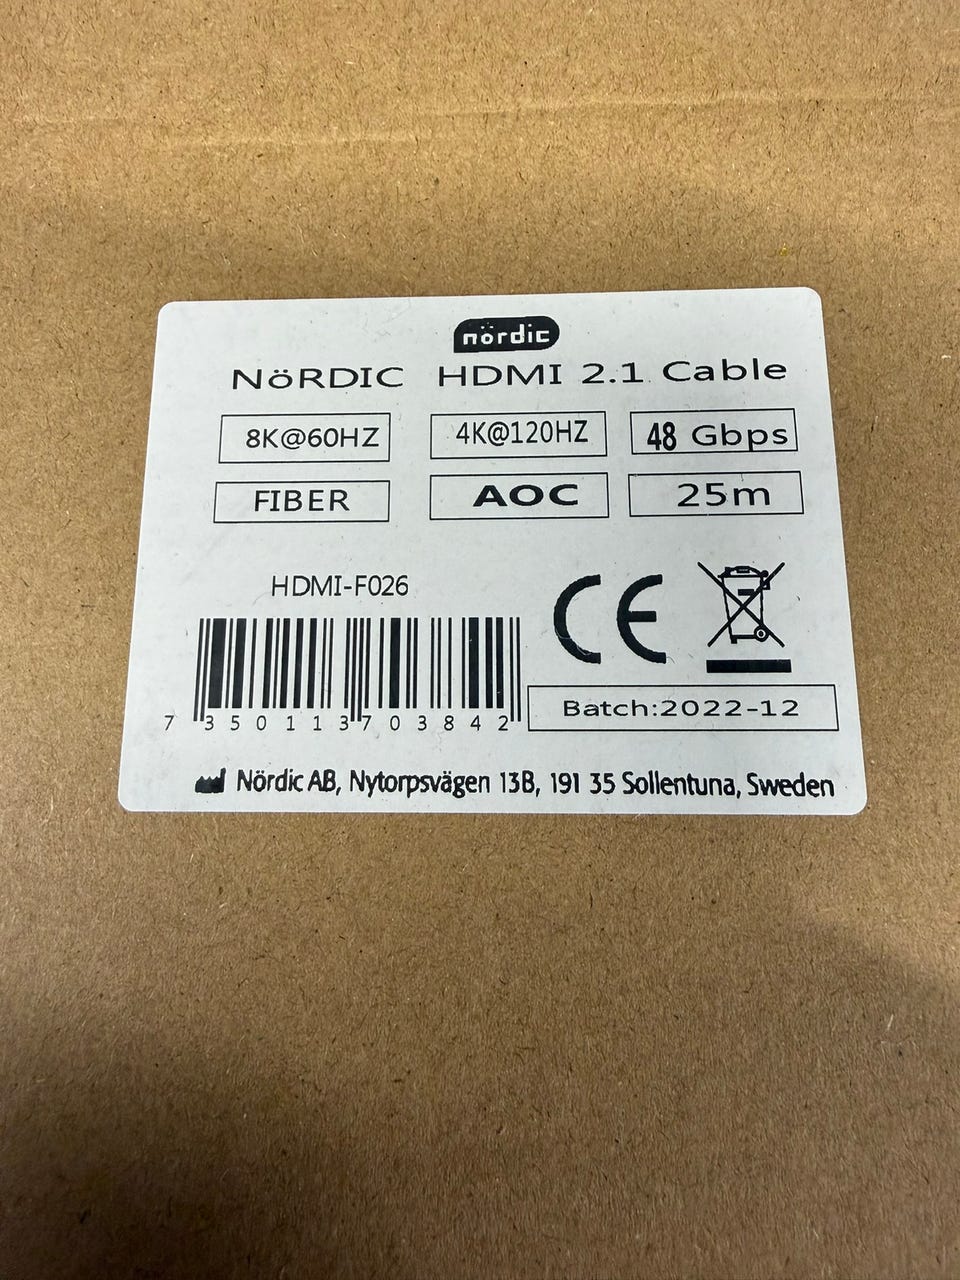 nördic
NöRDIC HDMI 2.1 Cable
8K@60HZ 4K@120HZ 48 Gbps
FIBER AOC 25m
HDMI-F026
CE
7 350113 703842
Batch:2022-12
Nördic AB, Nytorpsvägen 13B, 191 35 Sollentuna, Sweden